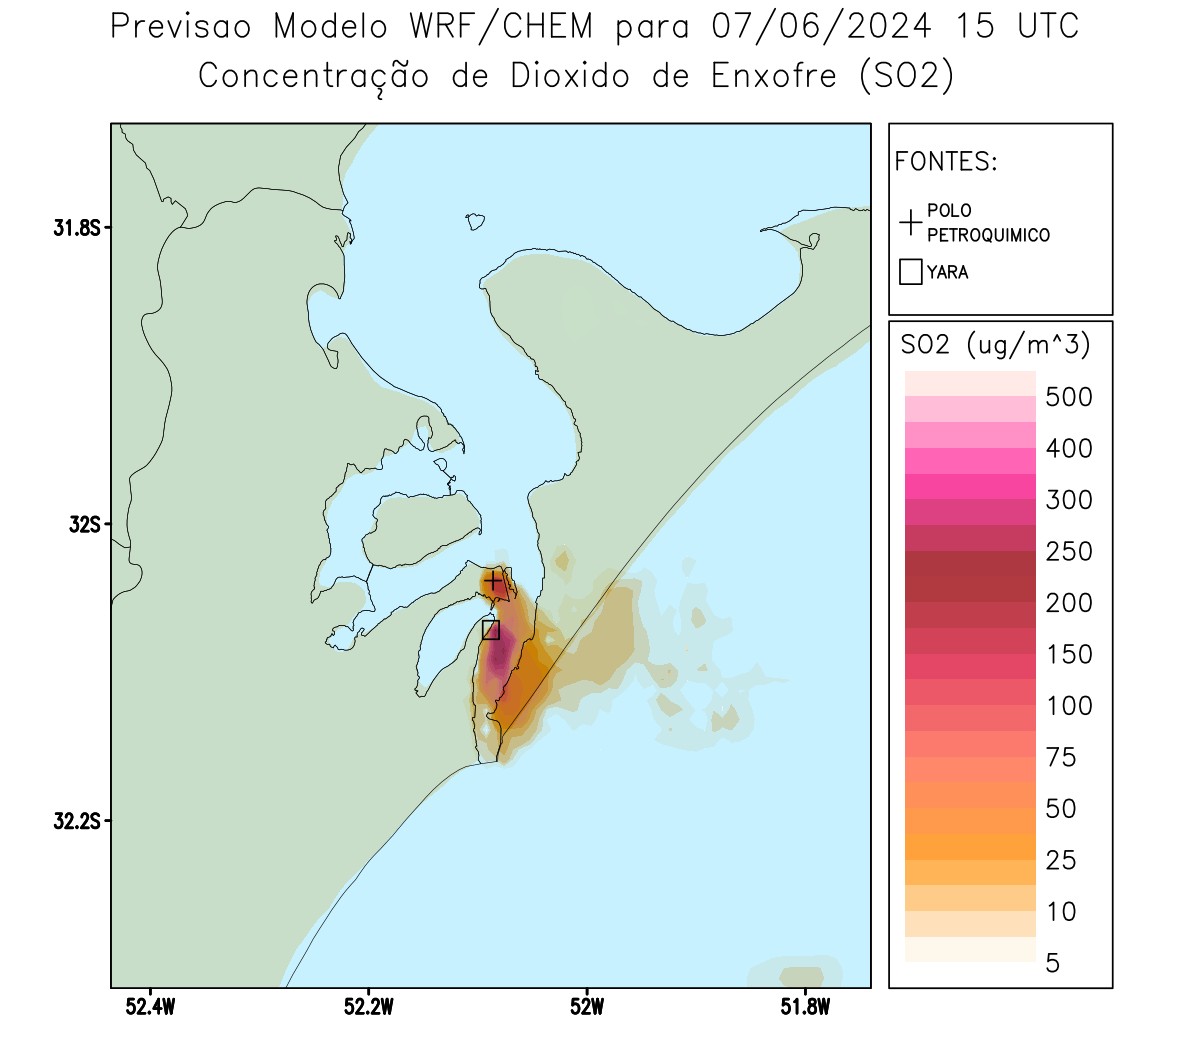 Previsao Modelo WRF/CHEM para 07/06/2024 15 UTC
Concentração de Dioxido de Enxofre (SO2)
FONTES:
POLO
PETROQUIMICO
YARA
31.8S
32S
32.2S
52.4W
52.2W
52W
51.8W
SO2 (ug/m^3)
500
400
300
250
200
150
100
75
50
25
10
5